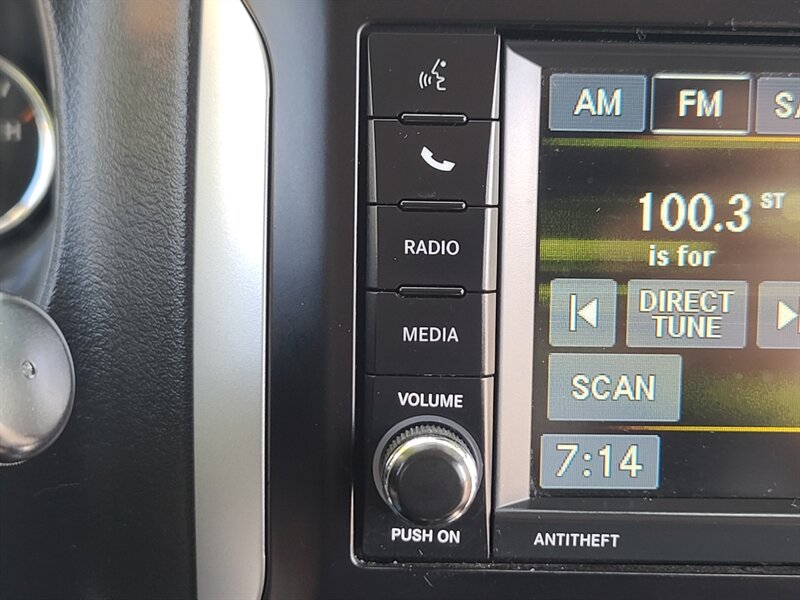 AM FM
100.3 ST
is for
RADIO
DIRECT
TUNE
MEDIA
SCAN
VOLUME
7:14
PUSH ON
ANTITHEFT